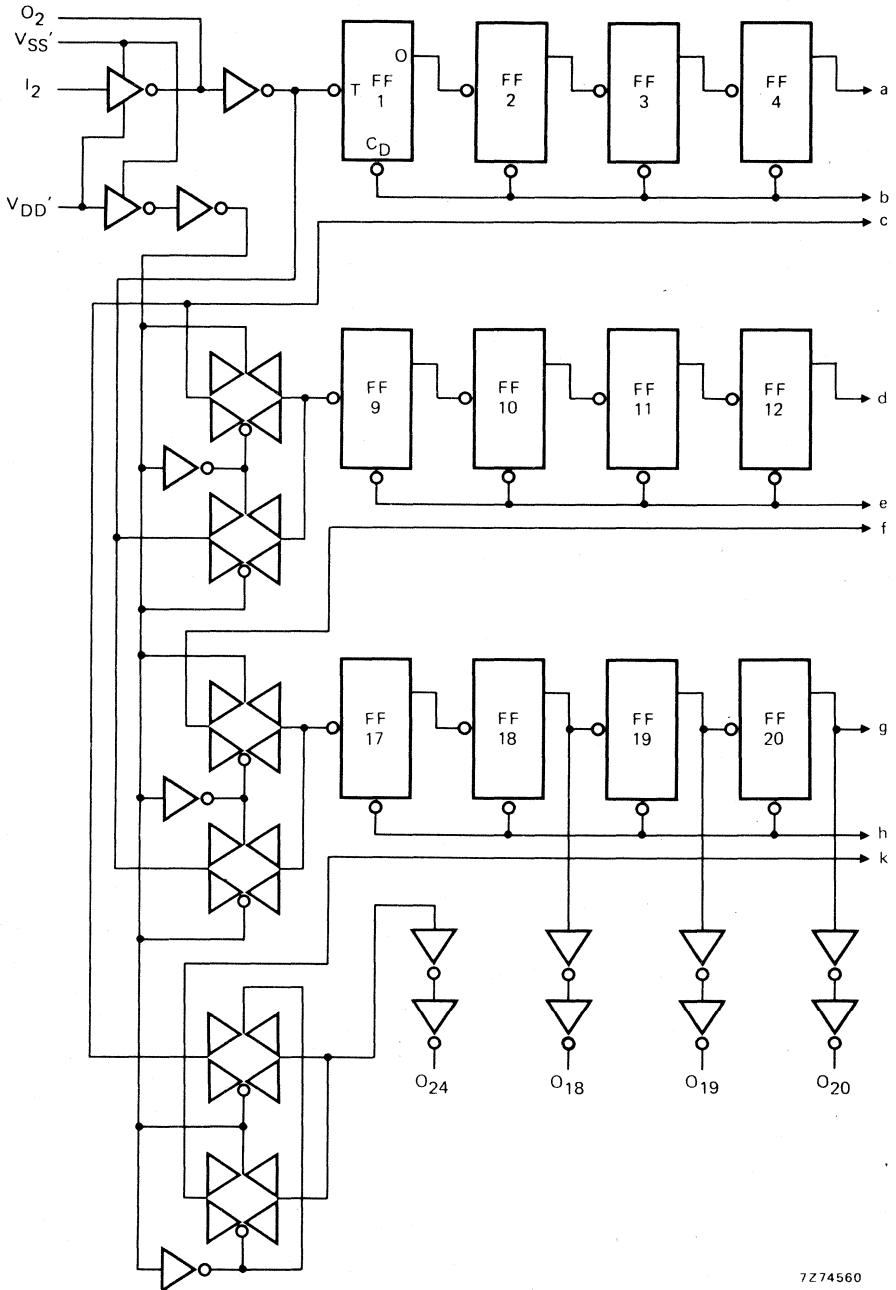 O2
VSS'
I2
VDD'
T
O
FF
1
CD
FF
2
FF
3
FF
4
a
b
c
FF
9
FF
10
FF
11
FF
12
d
e
f
FF
17
FF
18
FF
19
FF
20
g
h
k
O24
O18
O19
O20
7Z74560